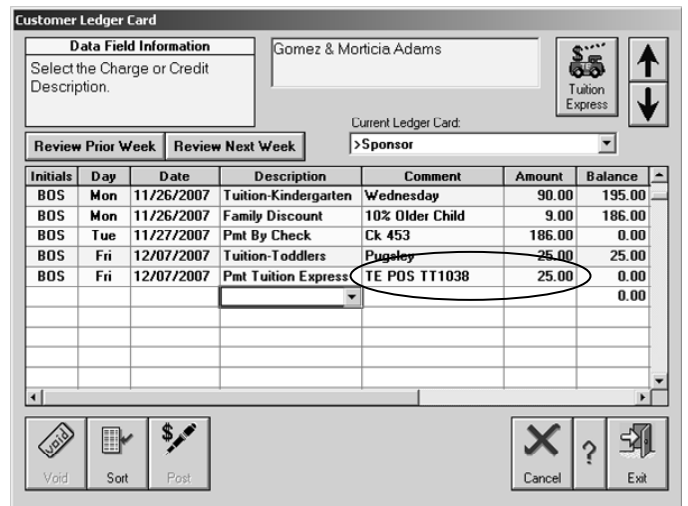 Customer Ledger Card
Data Field Information
Select the Charge or Credit
Description.
Gomez & Morticia Adams
Tuition
Express
Current Ledger Card:
>Sponsor
Review Prior Week Review Next Week
Initials Day Date Description Comment Amount Balance
BOS Mon 11/26/2007 Tuition-Kindergarten Wednesday 90.00 195.00
BOS Mon 11/26/2007 Family Discount 10% Older Child 9.00 186.00
BOS Tue 11/27/2007 Pmt By Check Ck 453 186.00 0.00
BOS Fri 12/07/2007 Tuition-Toddlers Pugsley 25.00 25.00
BOS Fri 12/07/2007 Pmt Tuition Express TE POS TT1038 25.00 0.00
0.00
void
$
?
Void Sort Post Cancel Exit